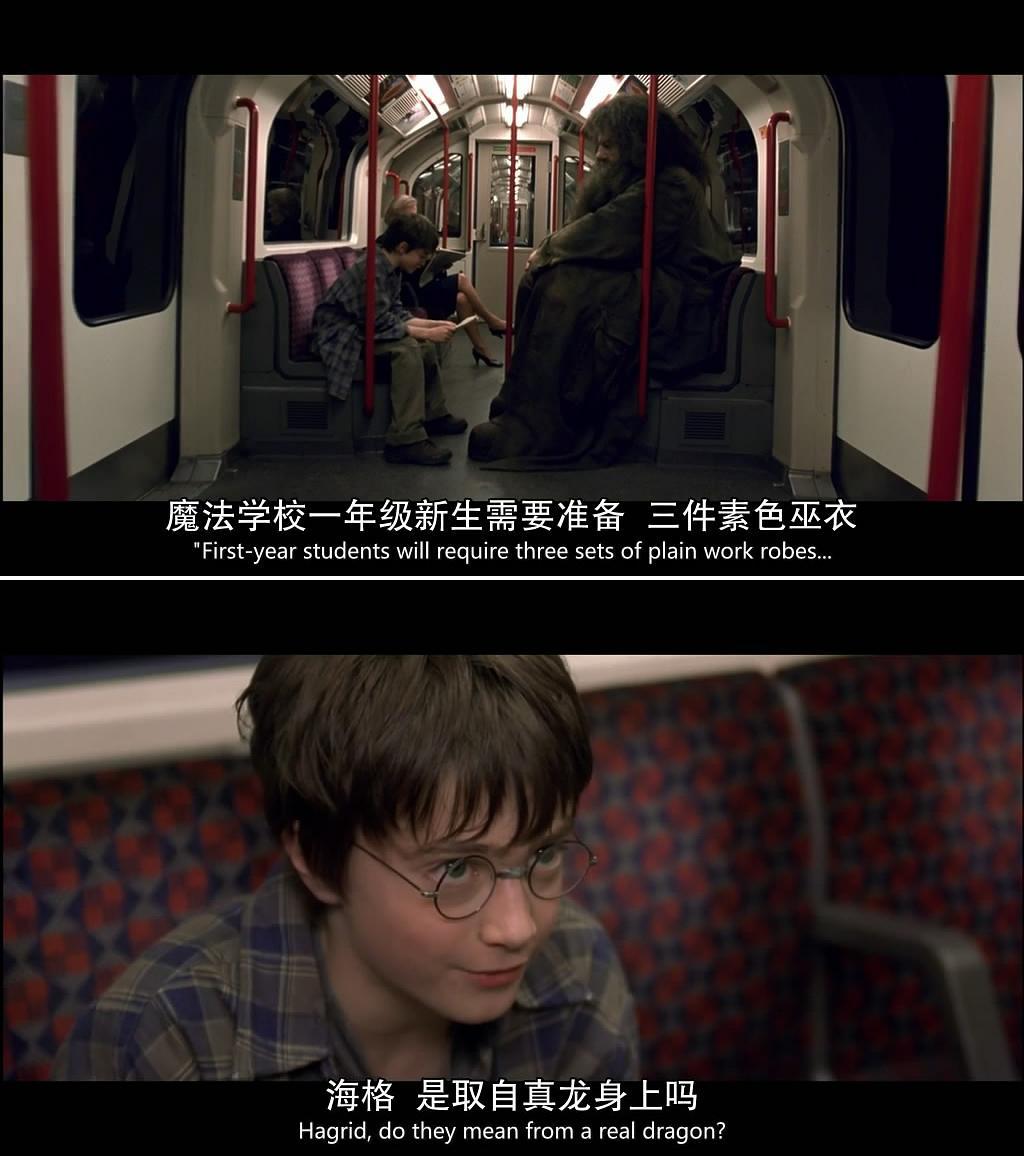 魔法学校一年级新生需要准备 三件素色巫衣
"First-year students will require three sets of plain work robes...
海格 是取自真龙身上吗
Hagrid, do they mean from a real dragon?